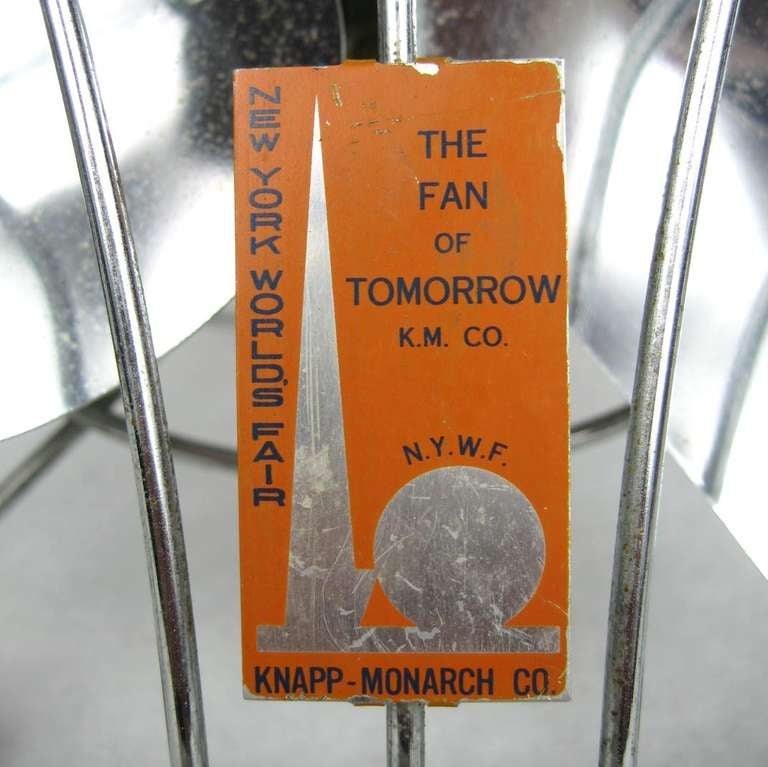 NEW YORK WORLD'S FAIR
THE
FAN
OF
TOMORROW
K.M. CO.
N.Y.W.F.
KNAPP-MONARCH CO.